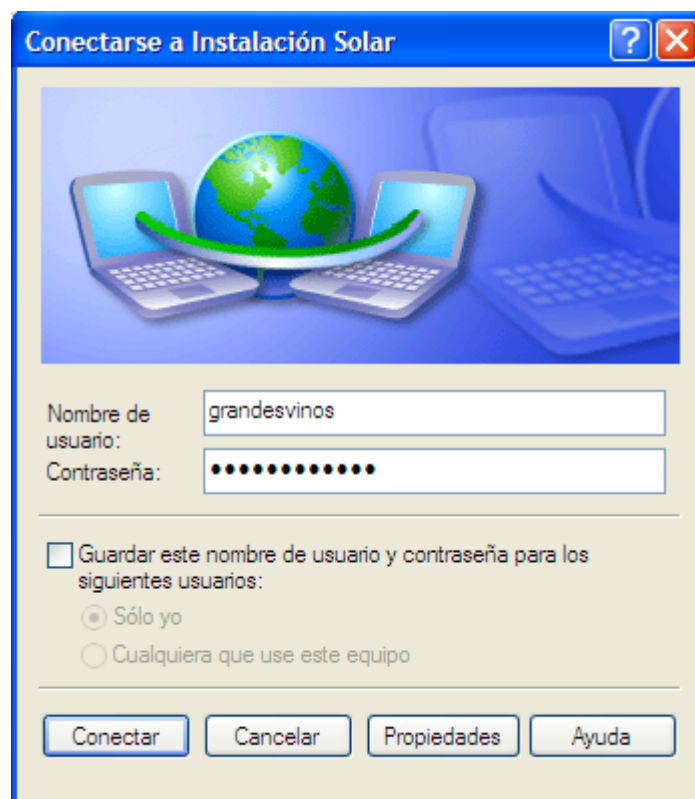 Conectarse a Instalación Solar
Nombre de
usuario:
grandesvinos
Contraseña:
••••••••••••
Guardar este nombre de usuario y contraseña para los
siguientes usuarios:
Sólo yo
Cualquiera que use este equipo
Conectar
Cancelar
Propiedades
Ayuda